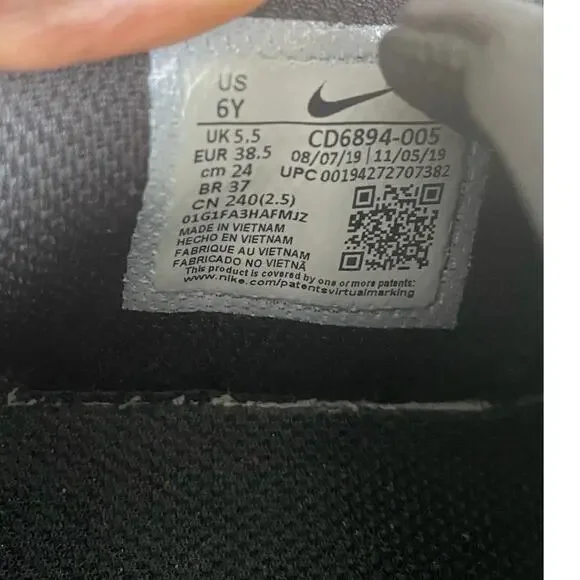 US
6Y
UK 5.5
EUR 38.5
cm 24
BR 37
CN 240(2.5)
01G1FA3HAFMJZ
CD6894-005
08/07/19 | 11/05/19
UPC 00194272707382
MADE IN VIETNAM
HECHO EN VIETNAM
FABRIQUE AU VIETNAM
FABRICADO NO VIETNÃ
This product is covered by one or more patents:
www.nike.com/patentsvirtualmarking